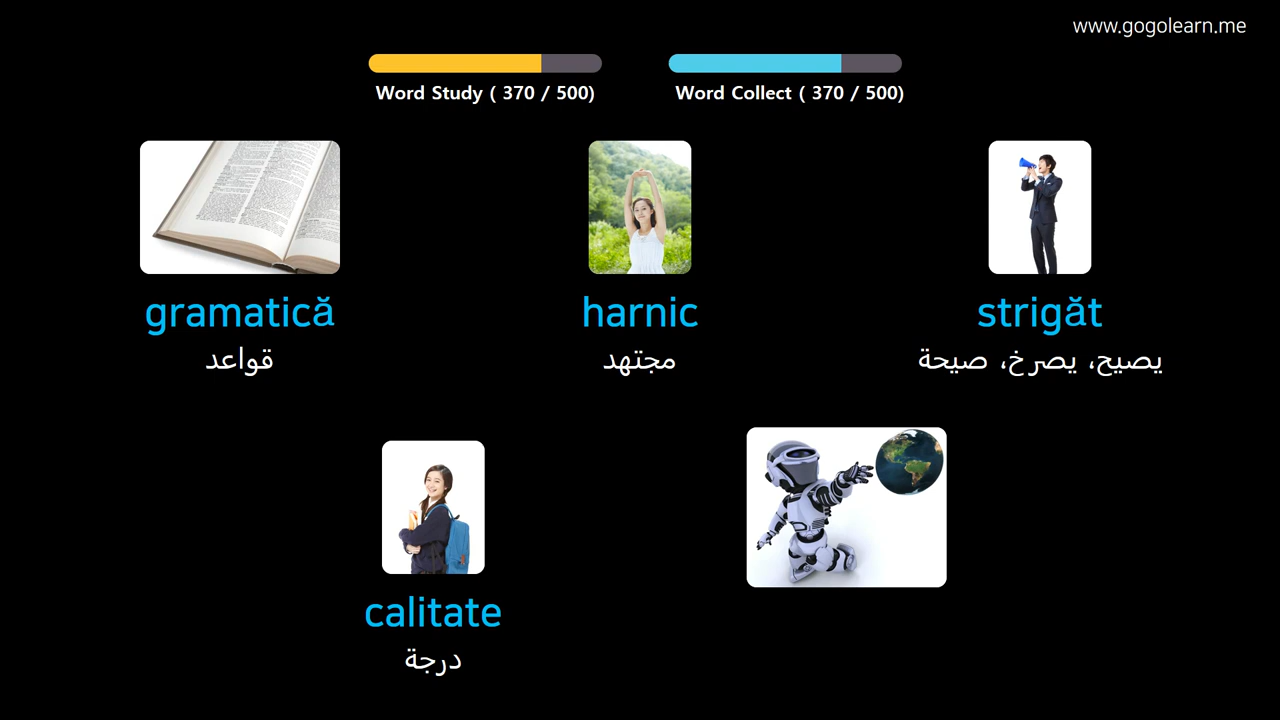 www.gogolearn.me
Word Study ( 370 / 500)
Word Collect ( 370 / 500)
gramatică
قواعد
harnic
مجتهد
strigăt
يصيح، يصرخ، صيحة
calitate
درجة